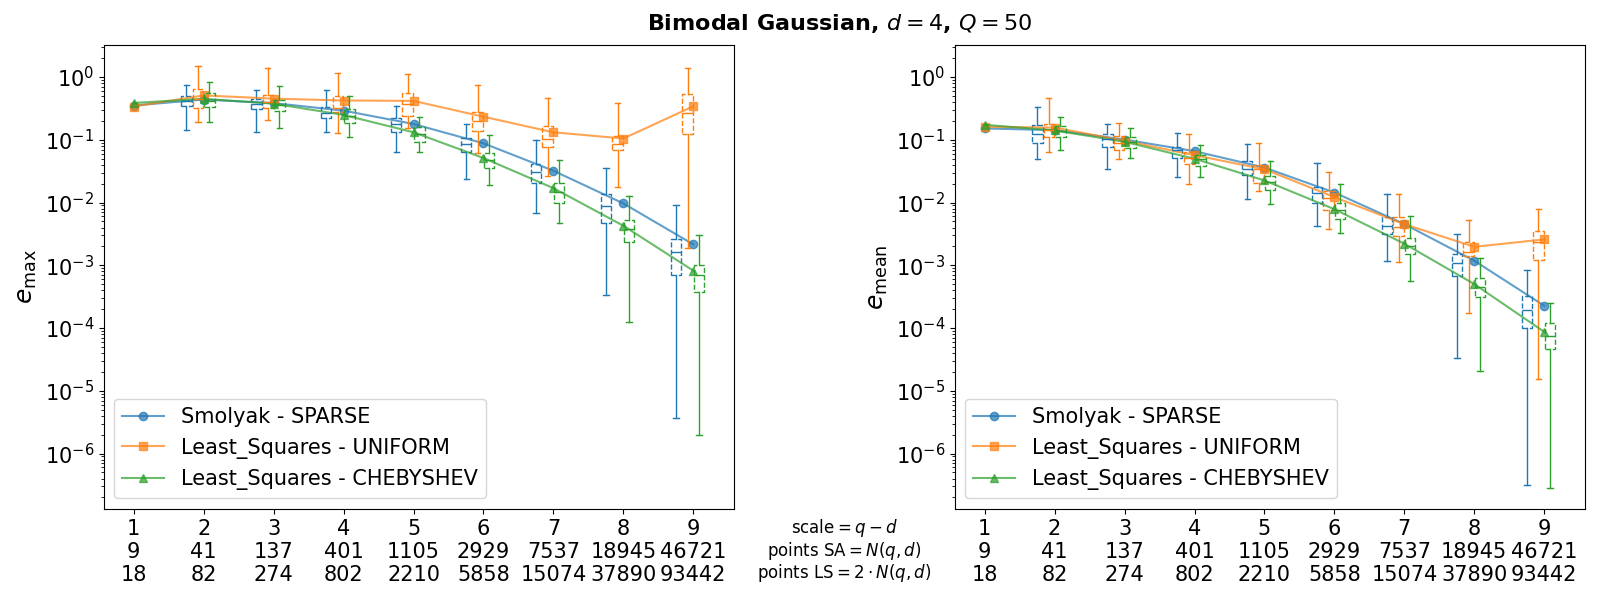 Bimodal Gaussian, d = 4, Q = 50
10^0
10^-1
10^-2
10^-3
10^-4
10^-5
10^-6
e_max
Smolyak - SPARSE
Least_Squares - UNIFORM
Least_Squares - CHEBYSHEV
1 2 3 4 5 6 7 8 9
9 41 137 401 1105 2929 7537 18945 46721
18 82 274 802 2210 5858 15074 37890 93442
scale = q − d
points SA = N(q, d)
points LS = 2 · N(q, d)
10^0
10^-1
10^-2
10^-3
10^-4
10^-5
10^-6
e_mean
Smolyak - SPARSE
Least_Squares - UNIFORM
Least_Squares - CHEBYSHEV
1 2 3 4 5 6 7 8 9
9 41 137 401 1105 2929 7537 18945 46721
18 82 274 802 2210 5858 15074 37890 93442